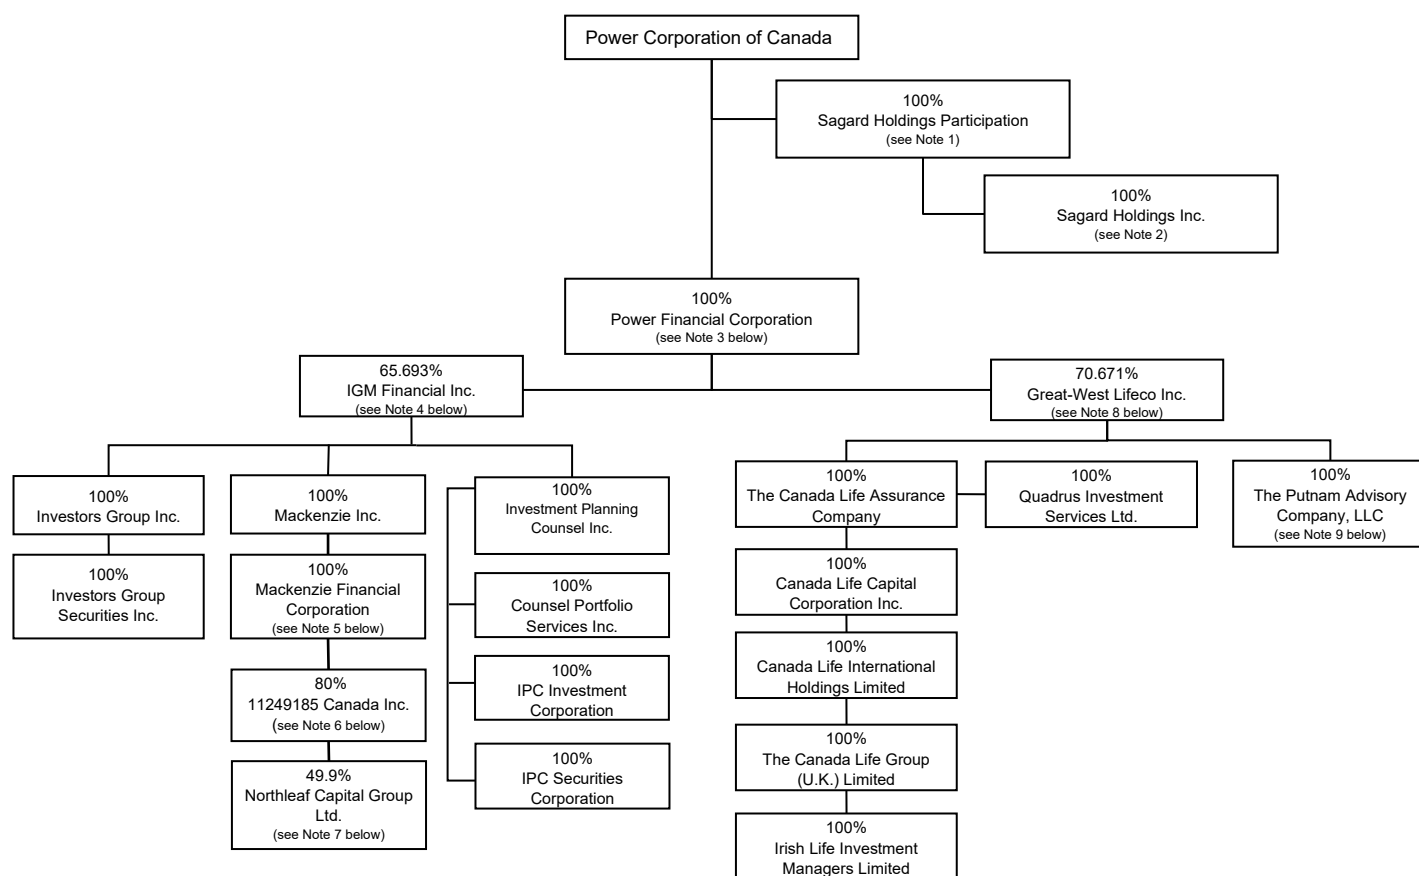 Power Corporation of Canada
100%
Sagard Holdings Participation
(see Note 1)
100%
Sagard Holdings Inc.
(see Note 2)
100%
Power Financial Corporation
(see Note 3 below)
65.693%
IGM Financial Inc.
(see Note 4 below)
70.671%
Great-West Lifeco Inc.
(see Note 8 below)
100%
Investors Group Inc.
100%
Investors Group
Securities Inc.
100%
Mackenzie Inc.
100%
Mackenzie Financial
Corporation
(see Note 5 below)
80%
11249185 Canada Inc.
(see Note 6 below)
49.9%
Northleaf Capital Group
Ltd.
(see Note 7 below)
100%
Investment Planning
Counsel Inc.
100%
Counsel Portfolio
Services Inc.
100%
IPC Investment
Corporation
100%
IPC Securities
Corporation
100%
The Canada Life Assurance
Company
100%
Quadrus Investment
Services Ltd.
100%
The Putnam Advisory
Company, LLC
(see Note 9 below)
100%
Canada Life Capital
Corporation Inc.
100%
Canada Life International
Holdings Limited
100%
The Canada Life Group
(U.K.) Limited
100%
Irish Life Investment
Managers Limited